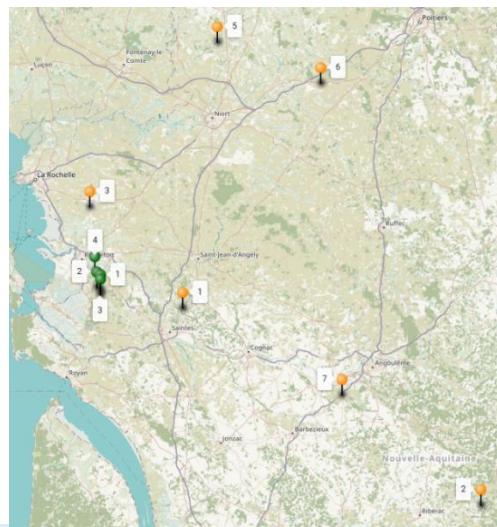 5
Poitiers
Fontenay-le-
Comte
Luçon
6
Niort
La Rochelle
3
Ruffec
4
2
1
Saint-Jean-d'Angély
3
1
Saintes
Cognac
Royan
7
Angoulême
Barbezieux
Jonzac
Nouvelle-Aquitaine
2
Ribérac